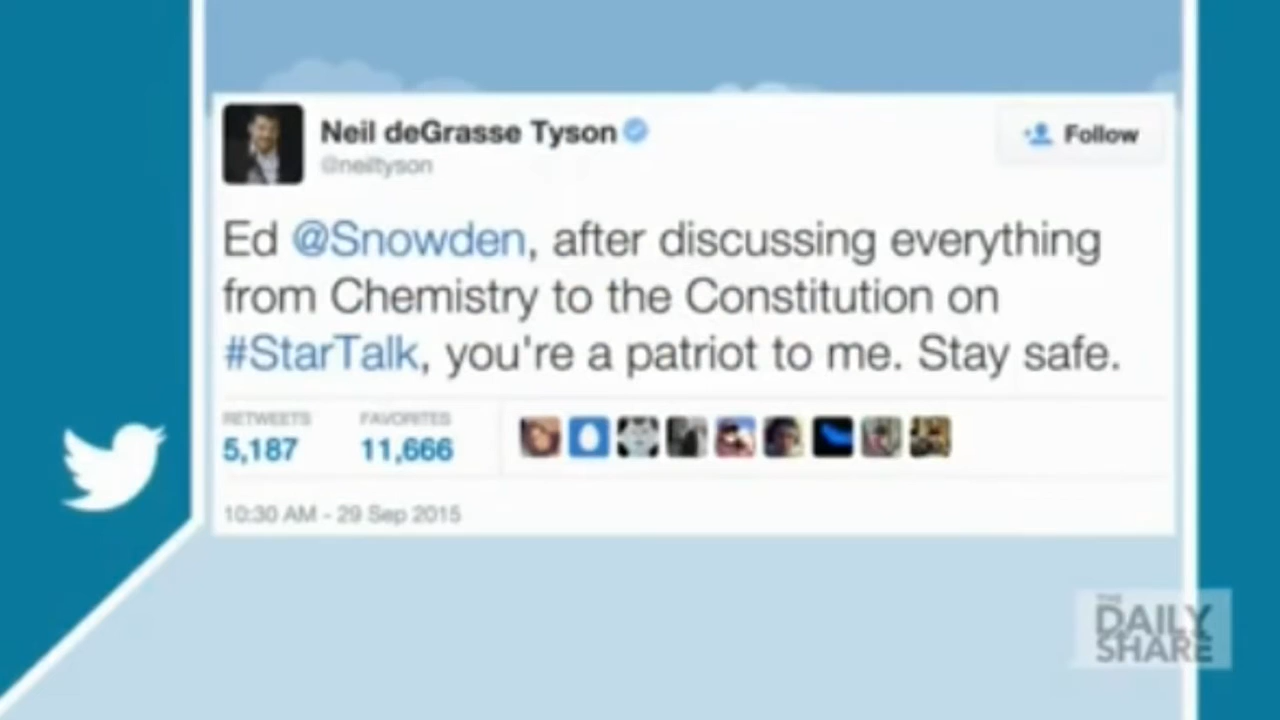 Neil deGrasse Tyson
@neiltyson
Follow
Ed @Snowden, after discussing everything
from Chemistry to the Constitution on
#StarTalk, you're a patriot to me. Stay safe.
RETWEETS
FAVORITES
5,187
11,666
10:30 AM - 29 Sep 2015
THE
DAILY
SHARE